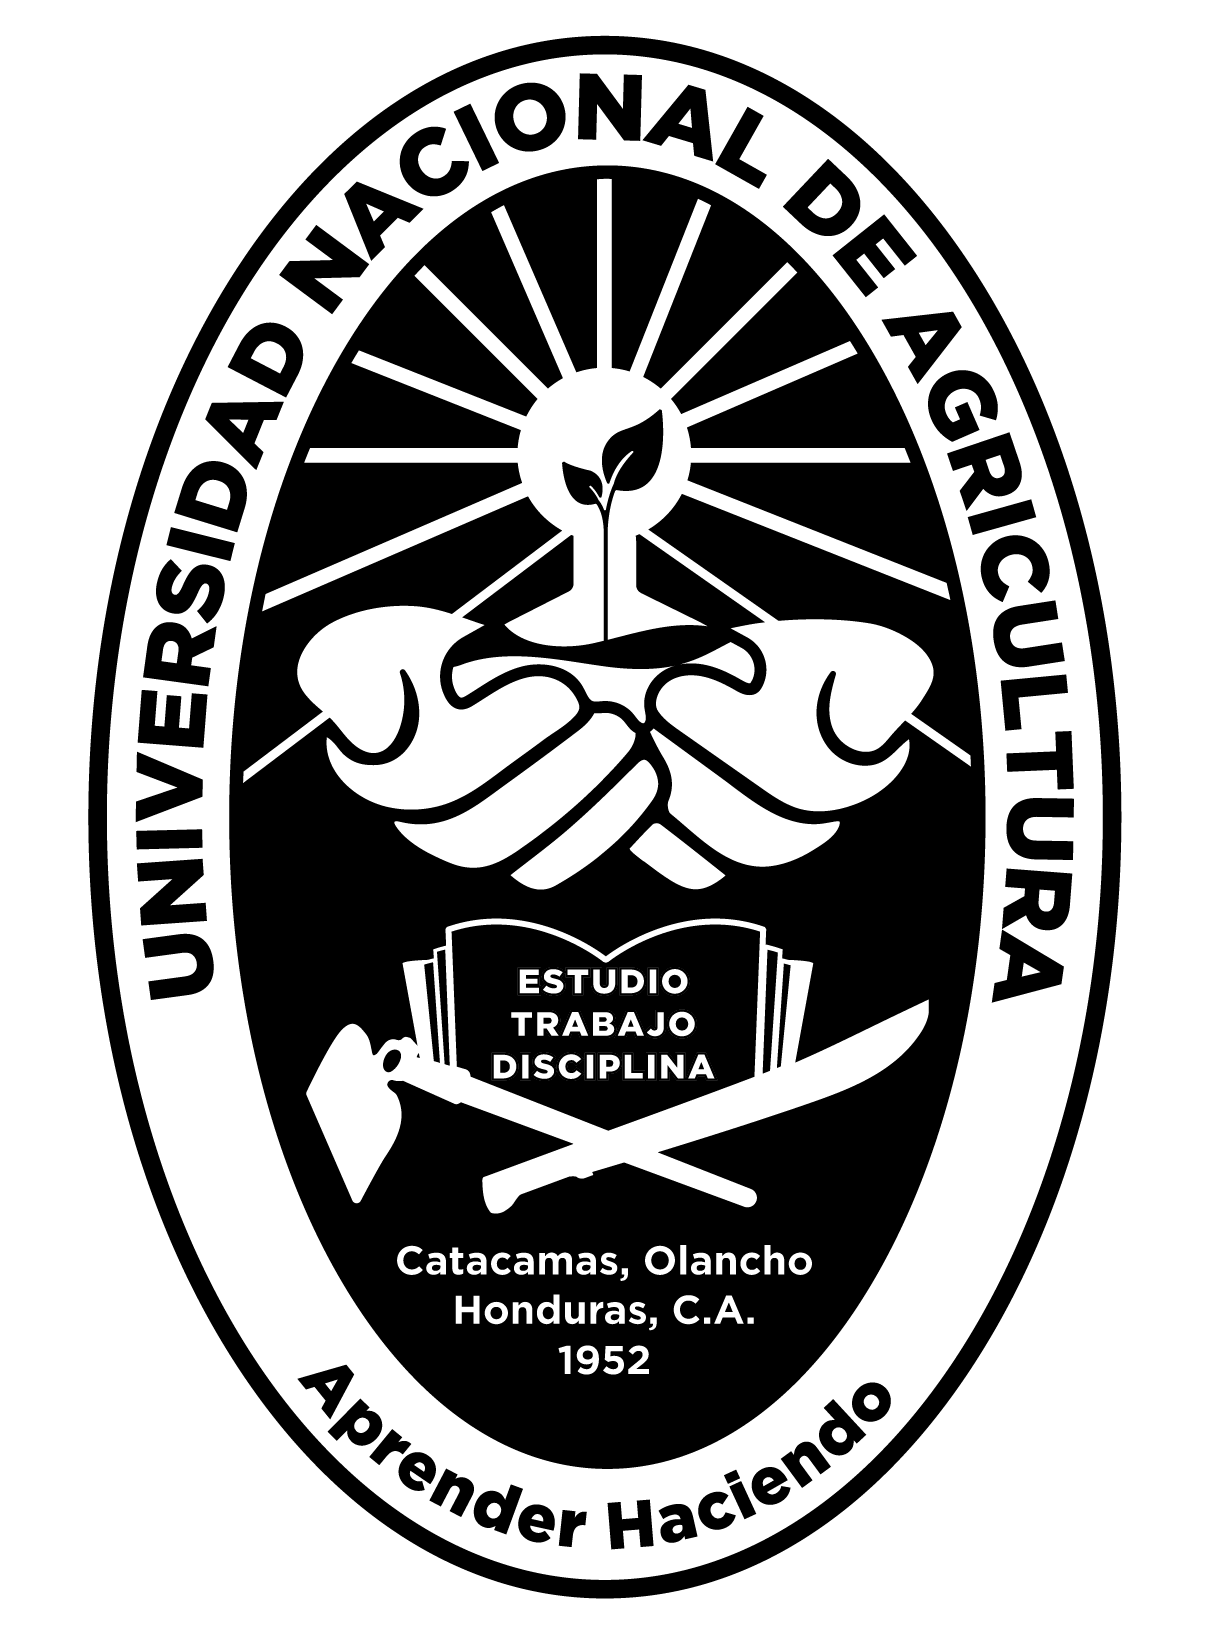 UNIVERSIDAD NACIONAL DE AGRICULTURA
ESTUDIO
TRABAJO
DISCIPLINA
Catacamas, Olancho
Honduras, C.A.
1952
Aprender Haciendo